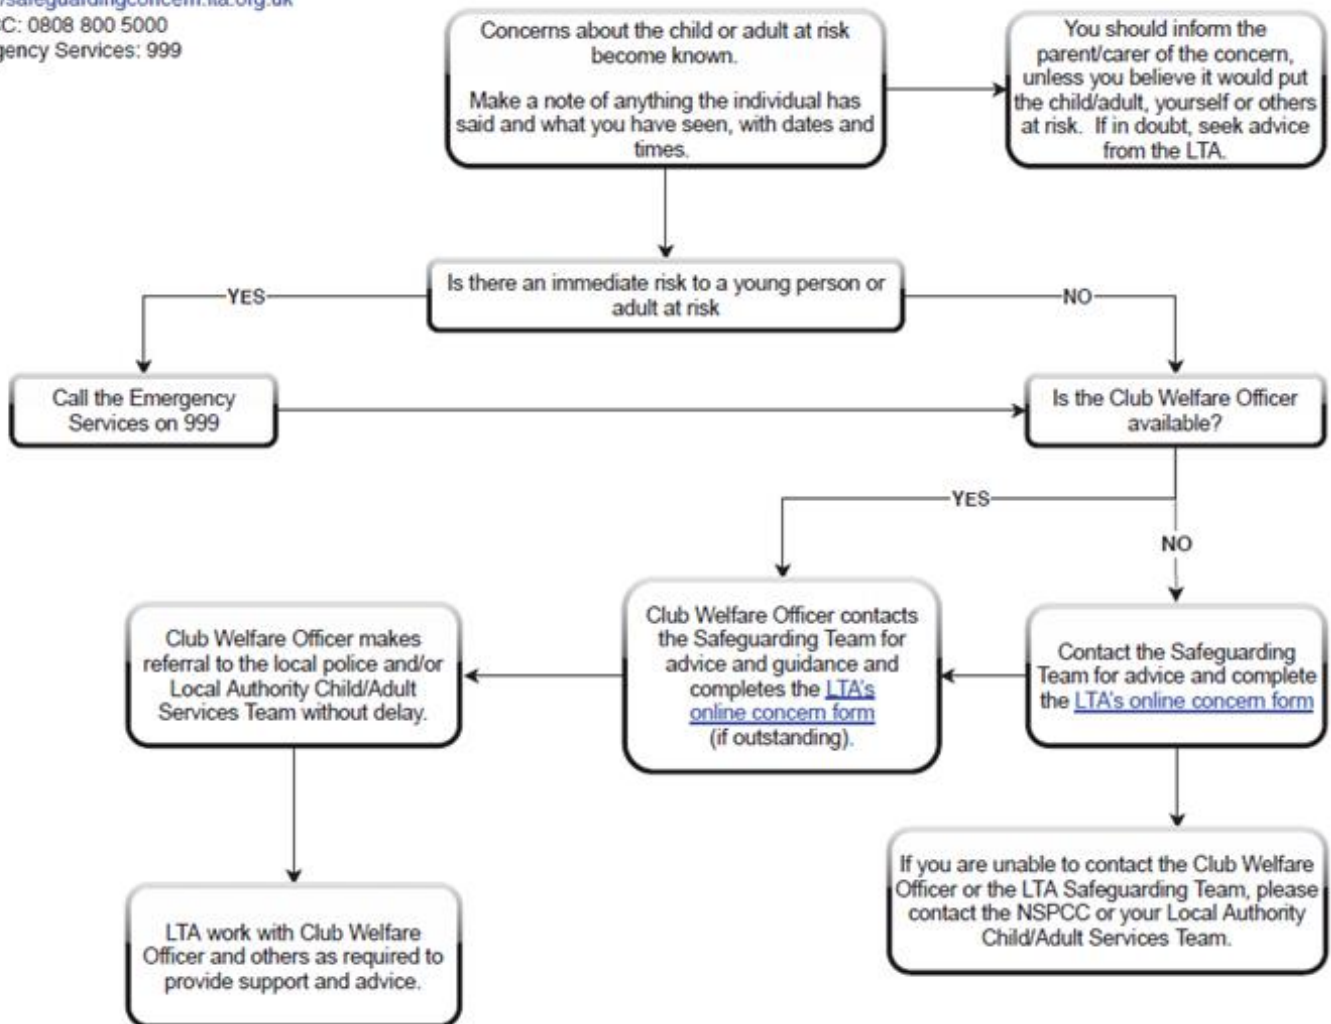 safeguardingconcern.lta.org.uk
C: 0808 800 5000
gency Services: 999
Concerns about the child or adult at risk
become known.
Make a note of anything the individual has
said and what you have seen, with dates and
times.
You should inform the
parent/carer of the concern,
unless you believe it would put
the child/adult, yourself or others
at risk. If in doubt, seek advice
from the LTA.
Is there an immediate risk to a young person or
adult at risk
YES
NO
Call the Emergency
Services on 999
Is the Club Welfare Officer
available?
YES
NO
Club Welfare Officer makes
referral to the local police and/or
Local Authority Child/Adult
Services Team without delay.
Club Welfare Officer contacts
the Safeguarding Team for
advice and guidance and
completes the LTA's
online concern form
(if outstanding).
Contact the Safeguarding
Team for advice and complete
the LTA's online concern form
If you are unable to contact the Club Welfare
Officer or the LTA Safeguarding Team, please
contact the NSPCC or your Local Authority
Child/Adult Services Team.
LTA work with Club Welfare
Officer and others as required to
provide support and advice.